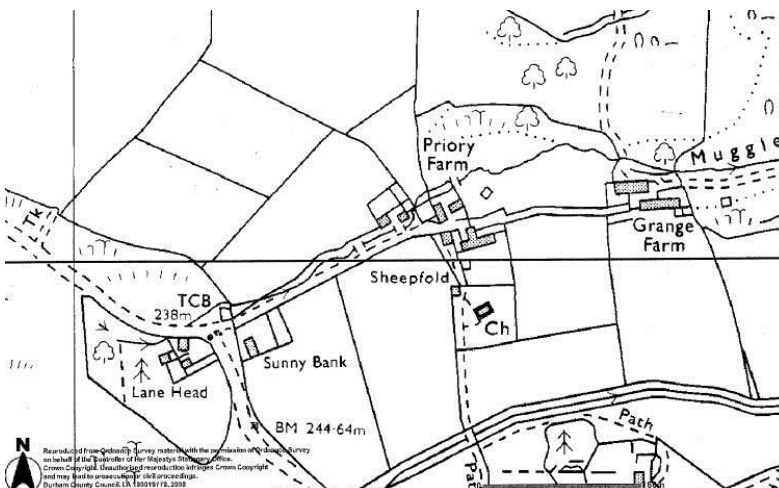 Priory
Farm
Muggle
Grange
Farm
Tk
TCB
238m
Sheepfold
Ch
Sunny Bank
Lane Head
BM 244·64m
Path
N
Reproduced from Ordnance Survey material with the permission of Ordnance Survey
on behalf of the Controller of Her Majestys Stationery Office.
Crown Copyright. Unauthorised reproduction infringes Crown Copyright
and may lead to prosecution or civil proceedings.
Durham County Council LA 100019779, 2008